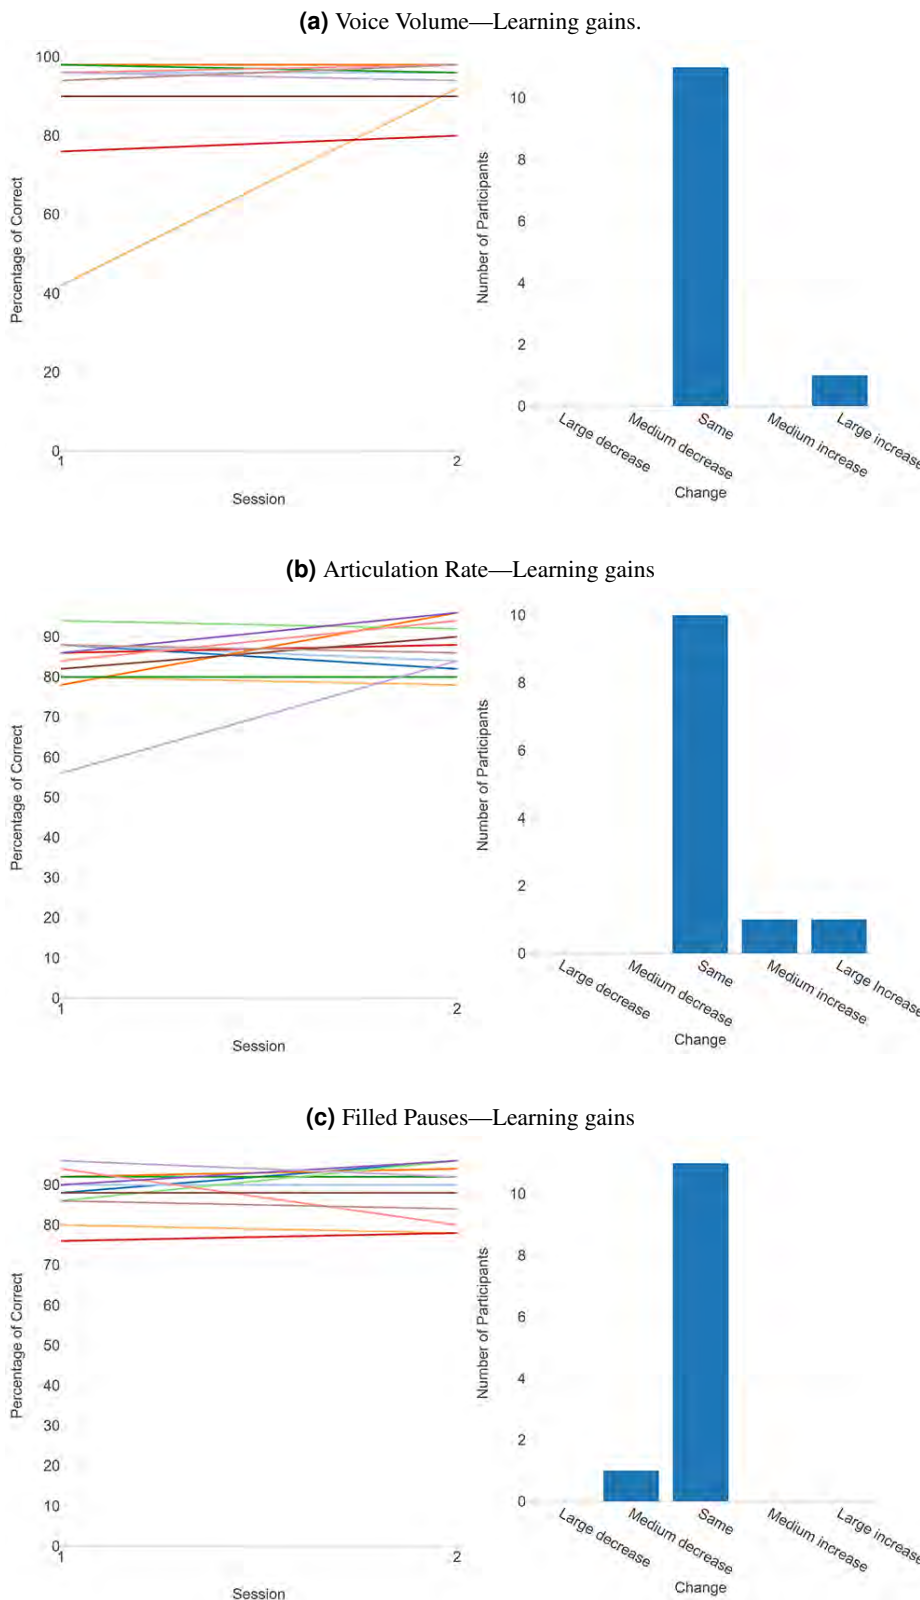 (a) Voice Volume—Learning gains.
100
80
60
40
20
0
1
2
Percentage of Correct
Session
10
8
6
4
2
0
Number of Participants
Large decrease
Medium decrease
Same
Medium increase
Large increase
Change
(b) Articulation Rate—Learning gains
90
80
70
60
50
40
30
20
10
0
1
2
Percentage of Correct
Session
10
8
6
4
2
0
Number of Participants
Large decrease
Medium decrease
Same
Medium increase
Large Increase
Change
(c) Filled Pauses—Learning gains
90
80
70
60
50
40
30
20
10
0
1
2
Percentage of Correct
Session
10
8
6
4
2
0
Number of Participants
Large decrease
Medium decrease
Same
Medium increase
Large increase
Change